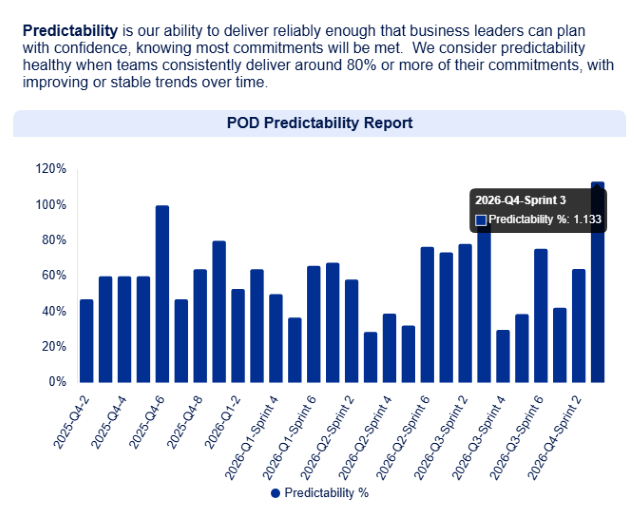 Predictability is our ability to deliver reliably enough that business leaders can plan
with confidence, knowing most commitments will be met.  We consider predictability
healthy when teams consistently deliver around 80% or more of their commitments, with
improving or stable trends over time.
POD Predictability Report
120%
100%
80%
60%
40%
20%
0%
2026-Q4-Sprint 3
Predictability %: 1.133
2025-Q4-2
2025-Q4-4
2025-Q4-6
2025-Q4-8
2026-Q1-2
2026-Q1-Sprint 4
2026-Q1-Sprint 6
2026-Q2-Sprint 2
2026-Q2-Sprint 4
2026-Q2-Sprint 6
2026-Q3-Sprint 2
2026-Q3-Sprint 4
2026-Q3-Sprint 6
2026-Q4-Sprint 2
Predictability %